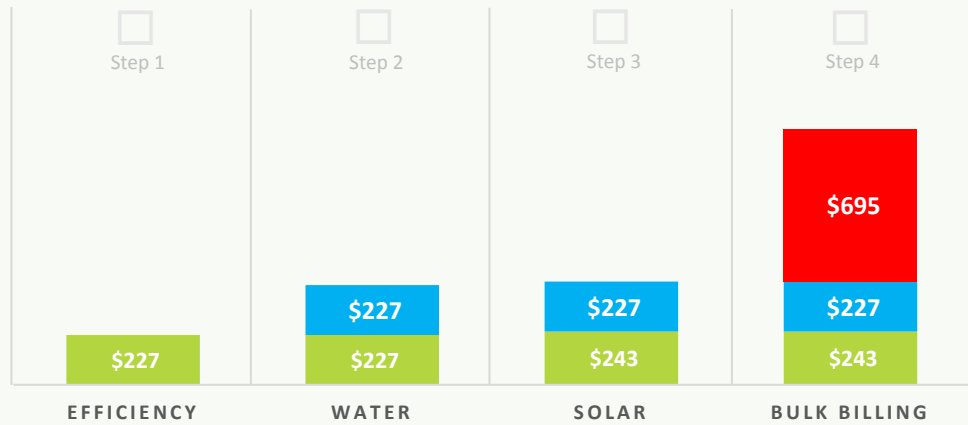 Step 1
Step 2
Step 3
Step 4
$695
$227
$227
$227
$227
$227
$243
$243
EFFICIENCY
WATER
SOLAR
BULK BILLING